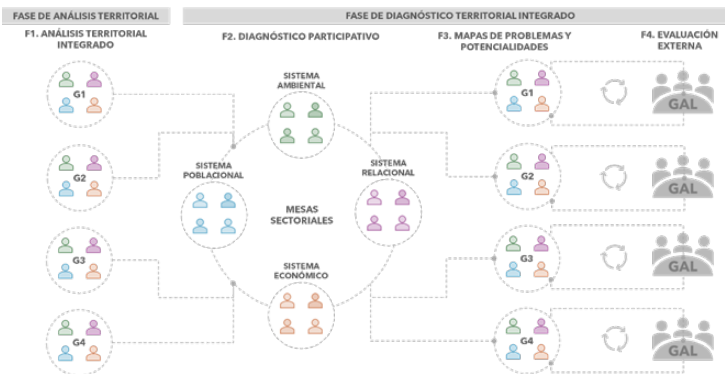 FASE DE ANÁLISIS TERRITORIAL
FASE DE DIAGNÓSTICO TERRITORIAL INTEGRADO
F1. ANÁLISIS TERRITORIAL
INTEGRADO
F2. DIAGNÓSTICO PARTICIPATIVO
F3. MAPAS DE PROBLEMAS Y
POTENCIALIDADES
F4. EVALUACIÓN
EXTERNA
G1
G2
G3
G4
SISTEMA
AMBIENTAL
SISTEMA
POBLACIONAL
SISTEMA
RELACIONAL
MESAS
SECTORIALES
SISTEMA
ECONÓMICO
G1
G2
G3
G4
GAL
GAL
GAL
GAL